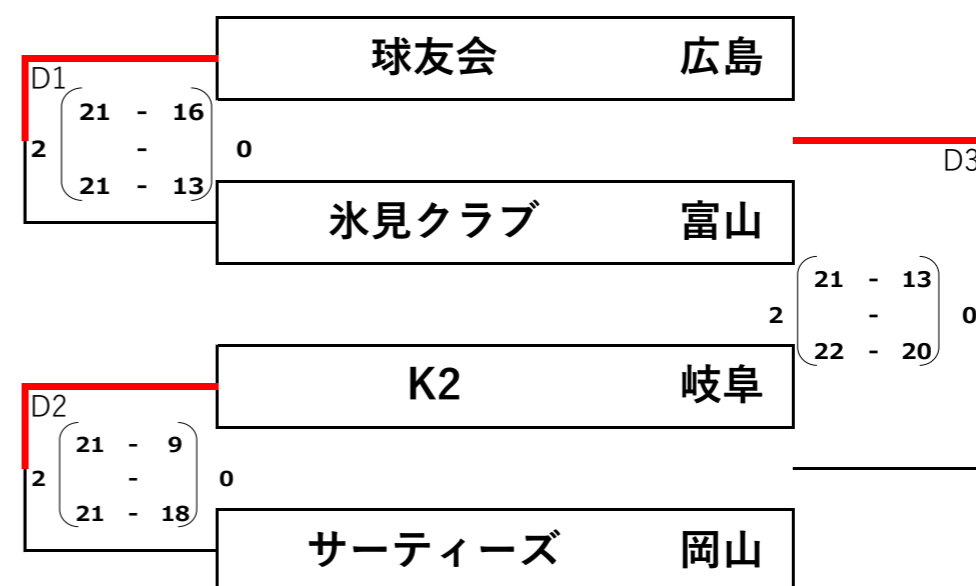 球友会 広島
D1
21 - 16
2 - 0
21 - 13
D3
氷見クラブ 富山
21 - 13
2 - 0
22 - 20
K2 岐阜
D2
21 - 9
2 - 0
21 - 18
サーティーズ 岡山